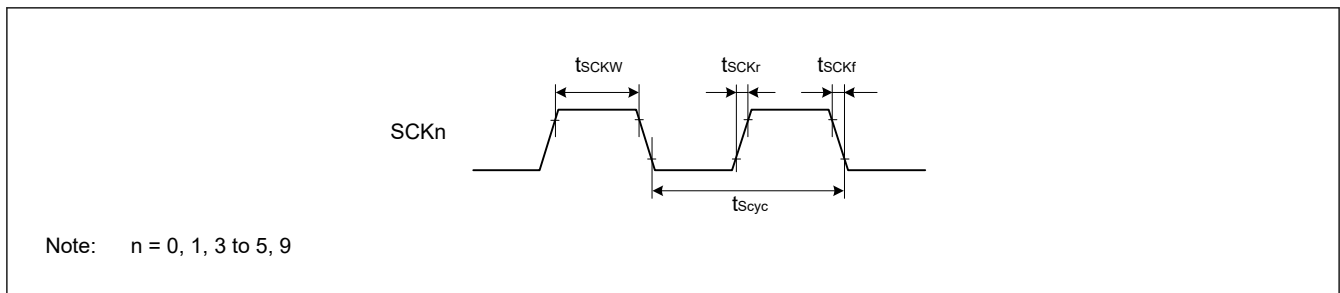 tSCKW tSCKr tSCKf
SCKn
tScyc
Note: n = 0, 1, 3 to 5, 9